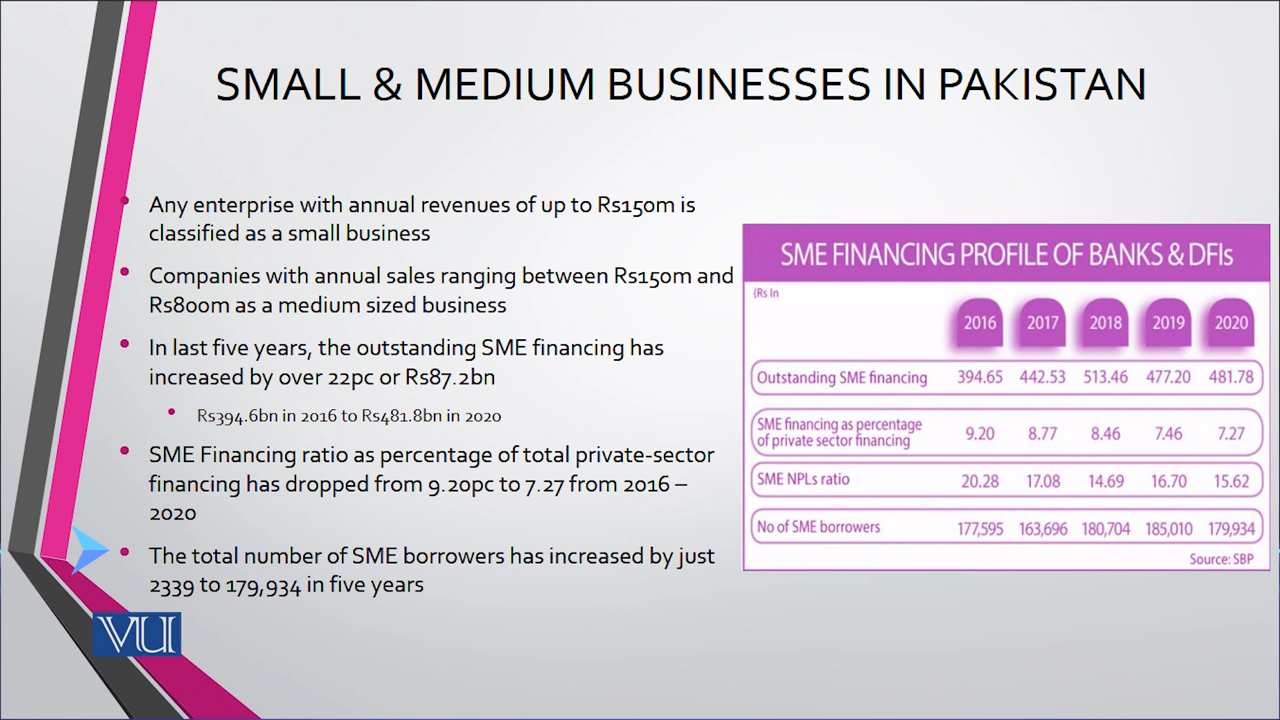 SMALL & MEDIUM BUSINESSES IN PAKISTAN
Any enterprise with annual revenues of up to Rs150m is
classified as a small business
Companies with annual sales ranging between Rs150m and
Rs800m as a medium sized business
In last five years, the outstanding SME financing has
increased by over 22pc or Rs87.2bn
Rs394.6bn in 2016 to Rs481.8bn in 2020
SME Financing ratio as percentage of total private-sector
financing has dropped from 9.20pc to 7.27 from 2016 –
2020
The total number of SME borrowers has increased by just
2339 to 179,934 in five years
VU
SME FINANCING PROFILE OF BANKS & DFIs
(Rs In
2016 2017 2018 2019 2020
Outstanding SME financing 394.65 442.53 513.46 477.20 481.78
SME financing as percentage
of private sector financing 9.20 8.77 8.46 7.46 7.27
SME NPLs ratio 20.28 17.08 14.69 16.70 15.62
No of SME borrowers 177,595 163,696 180,704 185,010 179,934
Source: SBP